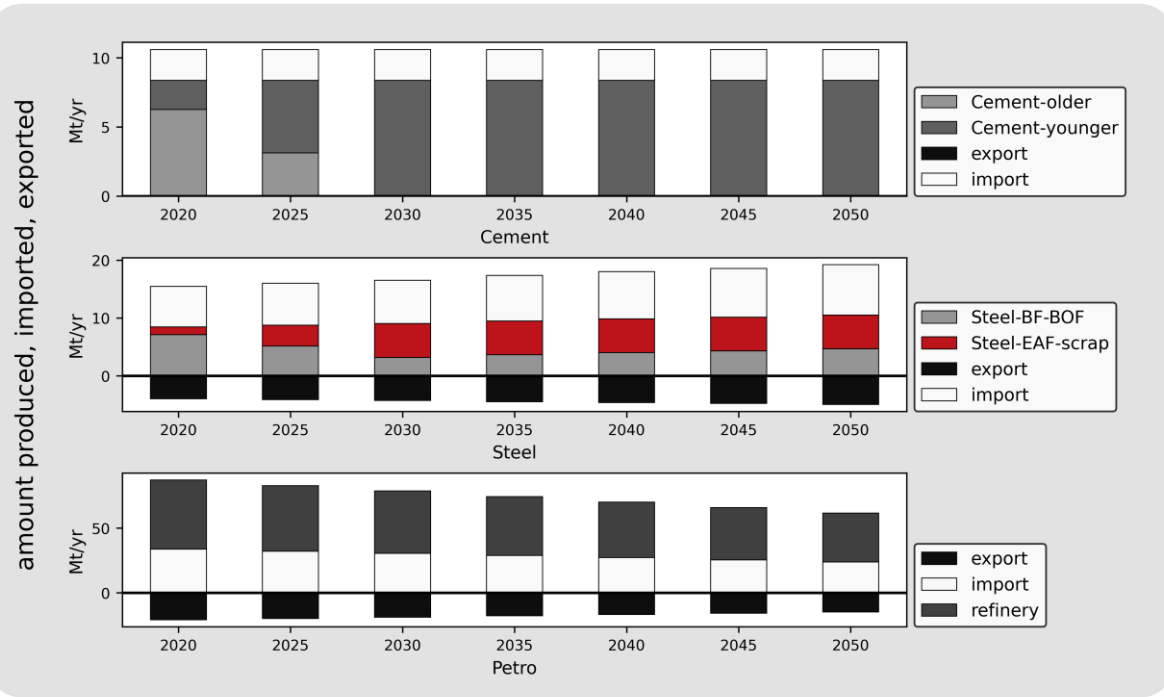 amount produced, imported, exported
Mt/yr
10
5
0
2020 2025 2030 2035 2040 2045 2050
Cement
Cement-older
Cement-younger
export
import
Mt/yr
20
10
0
2020 2025 2030 2035 2040 2045 2050
Steel
Steel-BF-BOF
Steel-EAF-scrap
export
import
Mt/yr
50
0
2020 2025 2030 2035 2040 2045 2050
Petro
export
import
refinery